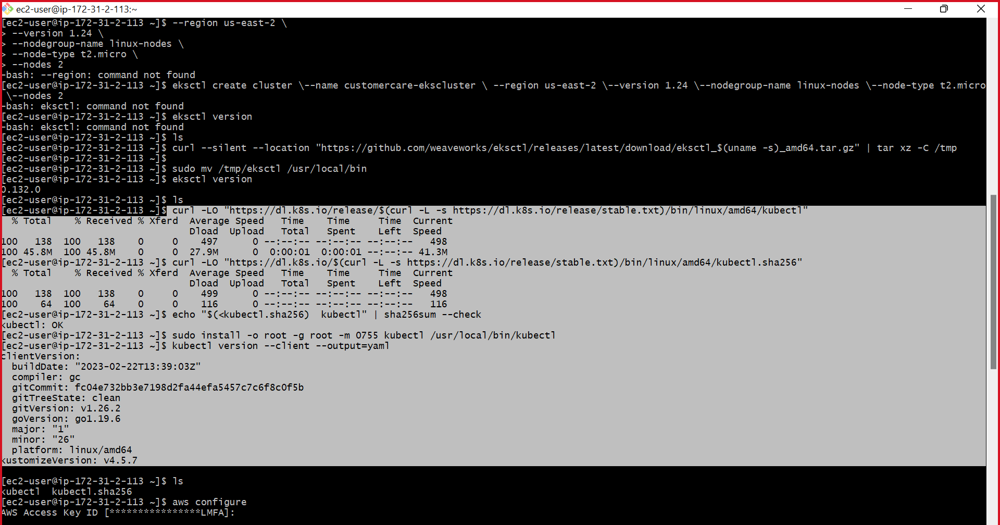 ec2-user@ip-172-31-2-113:~
[ec2-user@ip-172-31-2-113 ~]$ --region us-east-2 \
> --version 1.24 \
> --nodegroup-name linux-nodes \
> --node-type t2.micro \
> --nodes 2
-bash: --region: command not found
[ec2-user@ip-172-31-2-113 ~]$ eksctl create cluster \--name customercare-ekscluster \ --region us-east-2 \--version 1.24 \--nodegroup-name linux-nodes \--node-type t2.micro
 \--nodes 2
-bash: eksctl: command not found
[ec2-user@ip-172-31-2-113 ~]$ eksctl version
-bash: eksctl: command not found
[ec2-user@ip-172-31-2-113 ~]$ ls
[ec2-user@ip-172-31-2-113 ~]$ curl --silent --location "https://github.com/weaveworks/eksctl/releases/latest/download/eksctl_$(uname -s)_amd64.tar.gz" | tar xz -C /tmp
[ec2-user@ip-172-31-2-113 ~]$
[ec2-user@ip-172-31-2-113 ~]$ sudo mv /tmp/eksctl /usr/local/bin
[ec2-user@ip-172-31-2-113 ~]$ eksctl version
0.132.0
[ec2-user@ip-172-31-2-113 ~]$ ls
[ec2-user@ip-172-31-2-113 ~]$ curl -LO "https://dl.k8s.io/release/$(curl -L -s https://dl.k8s.io/release/stable.txt)/bin/linux/amd64/kubectl"
  % Total    % Received % Xferd  Average Speed   Time    Time     Time  Current
                                 Dload  Upload   Total   Spent    Left  Speed
100   138  100   138    0     0    497      0 --:--:-- --:--:-- --:--:--   498
100 45.8M  100 45.8M    0     0  27.9M      0  0:00:01  0:00:01 --:--:-- 41.3M
[ec2-user@ip-172-31-2-113 ~]$ curl -LO "https://dl.k8s.io/$(curl -L -s https://dl.k8s.io/release/stable.txt)/bin/linux/amd64/kubectl.sha256"
  % Total    % Received % Xferd  Average Speed   Time    Time     Time  Current
                                 Dload  Upload   Total   Spent    Left  Speed
100   138  100   138    0     0    499      0 --:--:-- --:--:-- --:--:--   498
100    64  100    64    0     0    116      0 --:--:-- --:--:-- --:--:--   116
[ec2-user@ip-172-31-2-113 ~]$ echo "$(<kubectl.sha256)  kubectl" | sha256sum --check
kubectl: OK
[ec2-user@ip-172-31-2-113 ~]$ sudo install -o root -g root -m 0755 kubectl /usr/local/bin/kubectl
[ec2-user@ip-172-31-2-113 ~]$ kubectl version --client --output=yaml
clientVersion:
  buildDate: "2023-02-22T13:39:03Z"
  compiler: gc
  gitCommit: fc04e732bb3e7198d2fa44efa5457c7c6f8c0f5b
  gitTreeState: clean
  gitVersion: v1.26.2
  goVersion: go1.19.6
  major: "1"
  minor: "26"
  platform: linux/amd64
kustomizeVersion: v4.5.7
[ec2-user@ip-172-31-2-113 ~]$ ls
kubectl  kubectl.sha256
[ec2-user@ip-172-31-2-113 ~]$ aws configure
AWS Access Key ID [****************LMFA]: